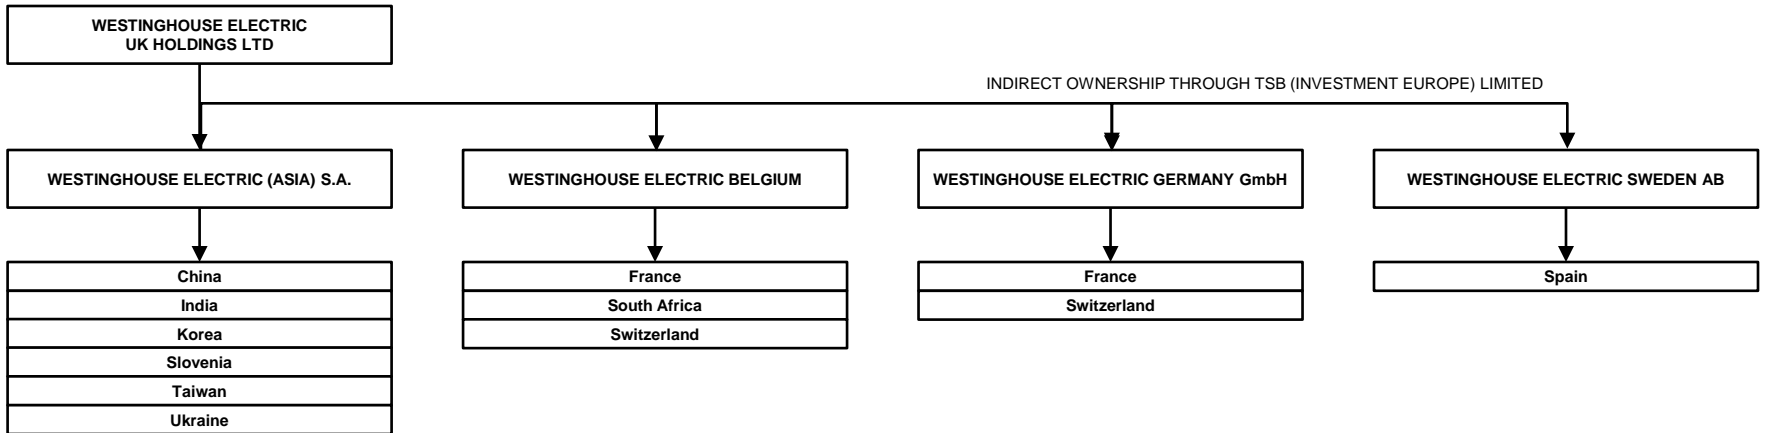 WESTINGHOUSE ELECTRIC
UK HOLDINGS LTD
INDIRECT OWNERSHIP THROUGH TSB (INVESTMENT EUROPE) LIMITED
WESTINGHOUSE ELECTRIC (ASIA) S.A.
WESTINGHOUSE ELECTRIC BELGIUM
WESTINGHOUSE ELECTRIC GERMANY GmbH
WESTINGHOUSE ELECTRIC SWEDEN AB
China
India
Korea
Slovenia
Taiwan
Ukraine
France
South Africa
Switzerland
France
Switzerland
Spain